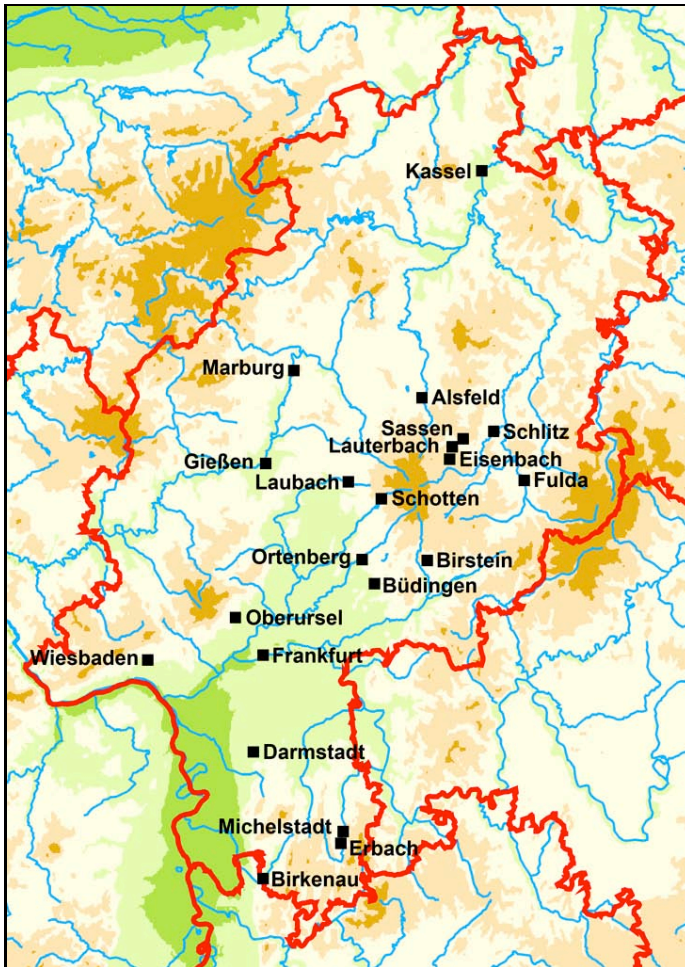 Kassel
Marburg
Alsfeld
Sassen
Schlitz
Lauterbach
Eisenbach
Gießen
Laubach
Fulda
Schotten
Ortenberg
Birstein
Büdingen
Oberursel
Wiesbaden
Frankfurt
Darmstadt
Michelstadt
Erbach
Birkenau